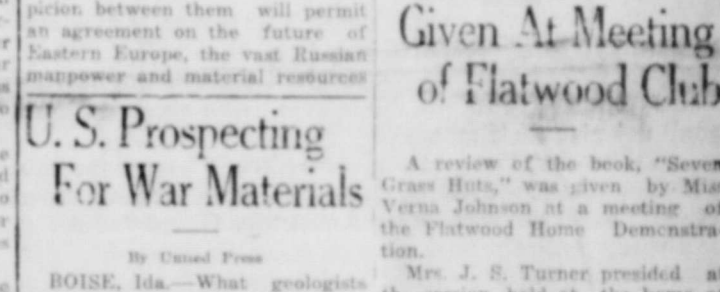 picion between them will permit
an agreement on the future of
Eastern Europe, the vast Russian
manpower and material resources
U. S. Prospecting
For War Materials
By United Press
BOISE, Ida.—What geologists
Given At Meeting
of Flatwood Club
A review of the book, "Seven
Grass Huts," was given by Miss
Verna Johnson at a meeting of
the Flatwood Home Demonstra-
tion.
Mrs. J. S. Turner presided at